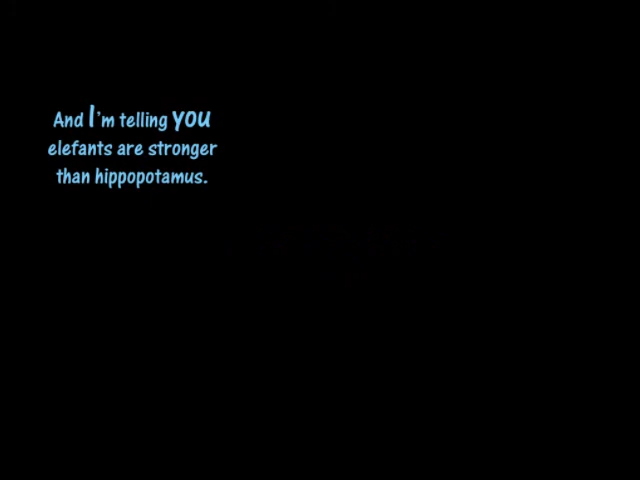 And I'm telling you
elefants are stronger
than hippopotamus.